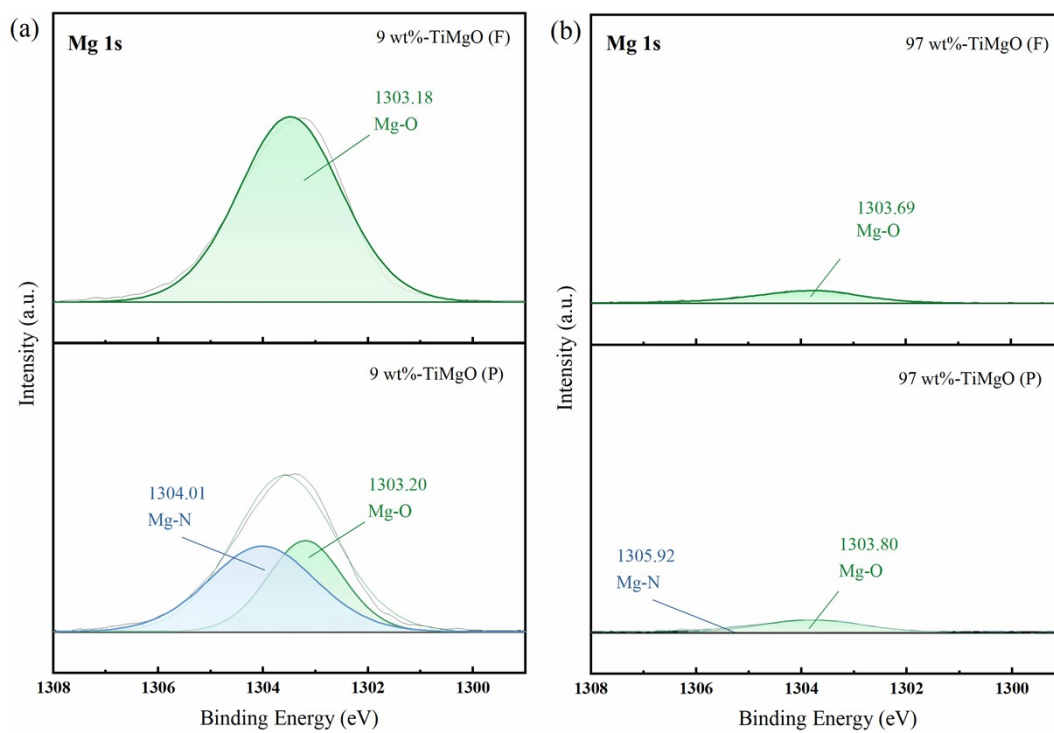 (a)
Mg 1s
9 wt%-TiMgO (F)
1303.18
Mg-O
9 wt%-TiMgO (P)
1304.01
Mg-N
1303.20
Mg-O
Intensity (a.u.)
1308
1306
1304
1302
1300
Binding Energy (eV)
(b)
Mg 1s
97 wt%-TiMgO (F)
1303.69
Mg-O
97 wt%-TiMgO (P)
1305.92
Mg-N
1303.80
Mg-O
Intensity (a.u.)
1308
1306
1304
1302
1300
Binding Energy (eV)